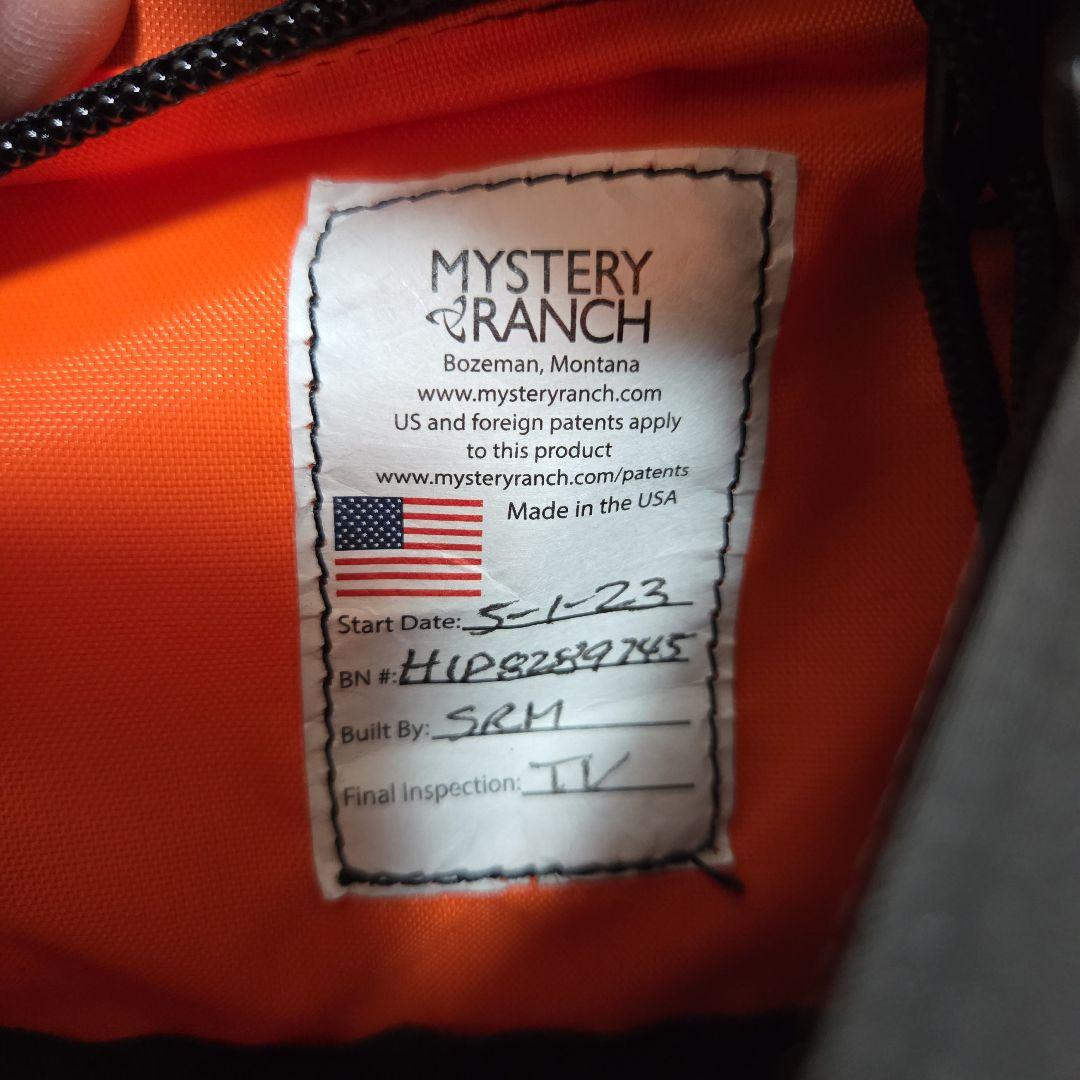 MYSTERY
RANCH
Bozeman, Montana
www.mysteryranch.com
US and foreign patents apply
to this product
www.mysteryranch.com/patents
Made in the USA
Start Date: 5-1-23
BN #: H1P8289745
Built By: SRM
Final Inspection: TV